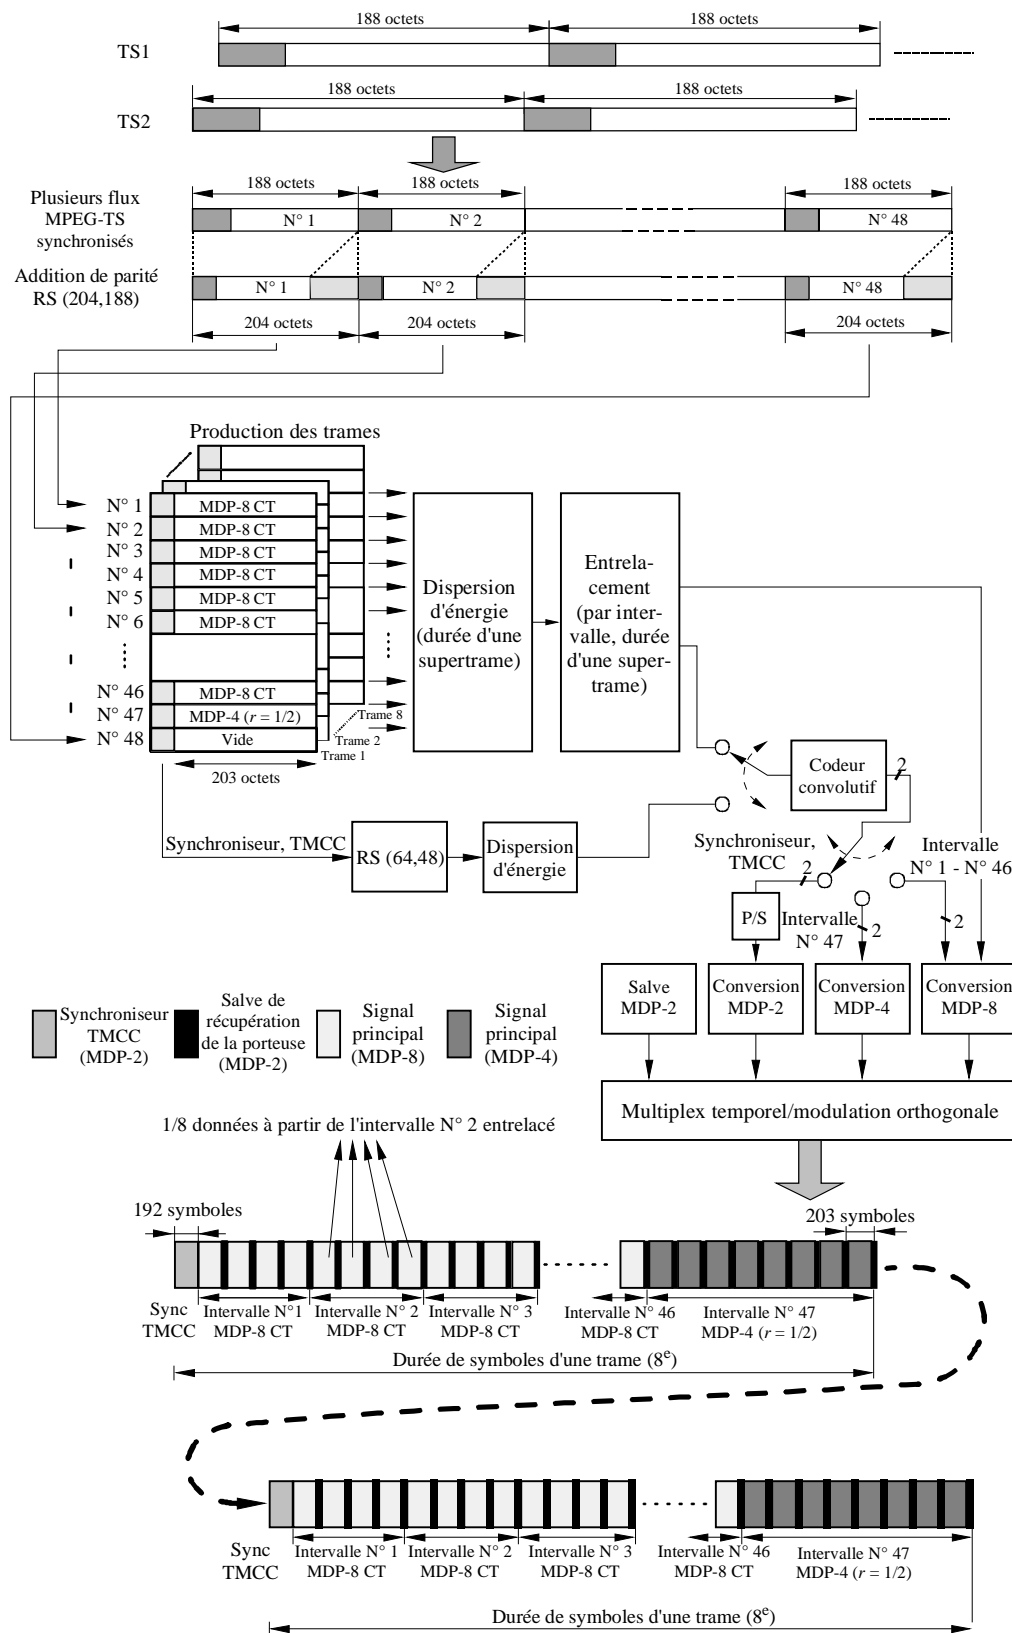 188 octets
188 octets
TS1
188 octets
188 octets
TS2
188 octets
188 octets
188 octets
Plusieurs flux
MPEG-TS
synchronisés
N° 1
N° 2
N° 48
Addition de parité
RS (204,188)
N° 1
N° 2
N° 48
204 octets
204 octets
204 octets
Production des trames
N° 1
MDP-8 CT
N° 2
MDP-8 CT
N° 3
MDP-8 CT
N° 4
MDP-8 CT
N° 5
MDP-8 CT
N° 6
MDP-8 CT
N° 46
MDP-8 CT
N° 47
MDP-4 (r = 1/2)
N° 48
Vide
Trame 8
Trame 2
Trame 1
203 octets
Dispersion
d'énergie
(durée d'une
supertrame)
Entrela-
cement
(par inter-
valle, durée
d'une super-
trame)
Codeur
convolutif
2
Synchroniseur, TMCC
RS (64,48)
Dispersion
d'énergie
Synchroniseur,
TMCC
2
Intervalle
N° 1 - N° 46
P/S
Intervalle
N° 47
2
2
Salve
MDP-2
Conversion
MDP-2
Conversion
MDP-4
Conversion
MDP-8
Synchroniseur
TMCC
(MDP-2)
Salve de
récupération
de la porteuse
(MDP-2)
Signal
principal
(MDP-8)
Signal
principal
(MDP-4)
Multiplex temporel/modulation orthogonale
1/8 données à partir de l'intervalle N° 2 entrelacé
192 symboles
203 symboles
Sync
TMCC
Intervalle N°1
MDP-8 CT
Intervalle N° 2
MDP-8 CT
Intervalle N° 3
MDP-8 CT
Intervalle N° 46
MDP-8 CT
Intervalle N° 47
MDP-4 (r = 1/2)
Durée de symboles d'une trame (8e)
Sync
TMCC
Intervalle N° 1
MDP-8 CT
Intervalle N° 2
MDP-8 CT
Intervalle N° 3
MDP-8 CT
Intervalle N° 46
MDP-8 CT
Intervalle N° 47
MDP-4 (r = 1/2)
Durée de symboles d'une trame (8e)